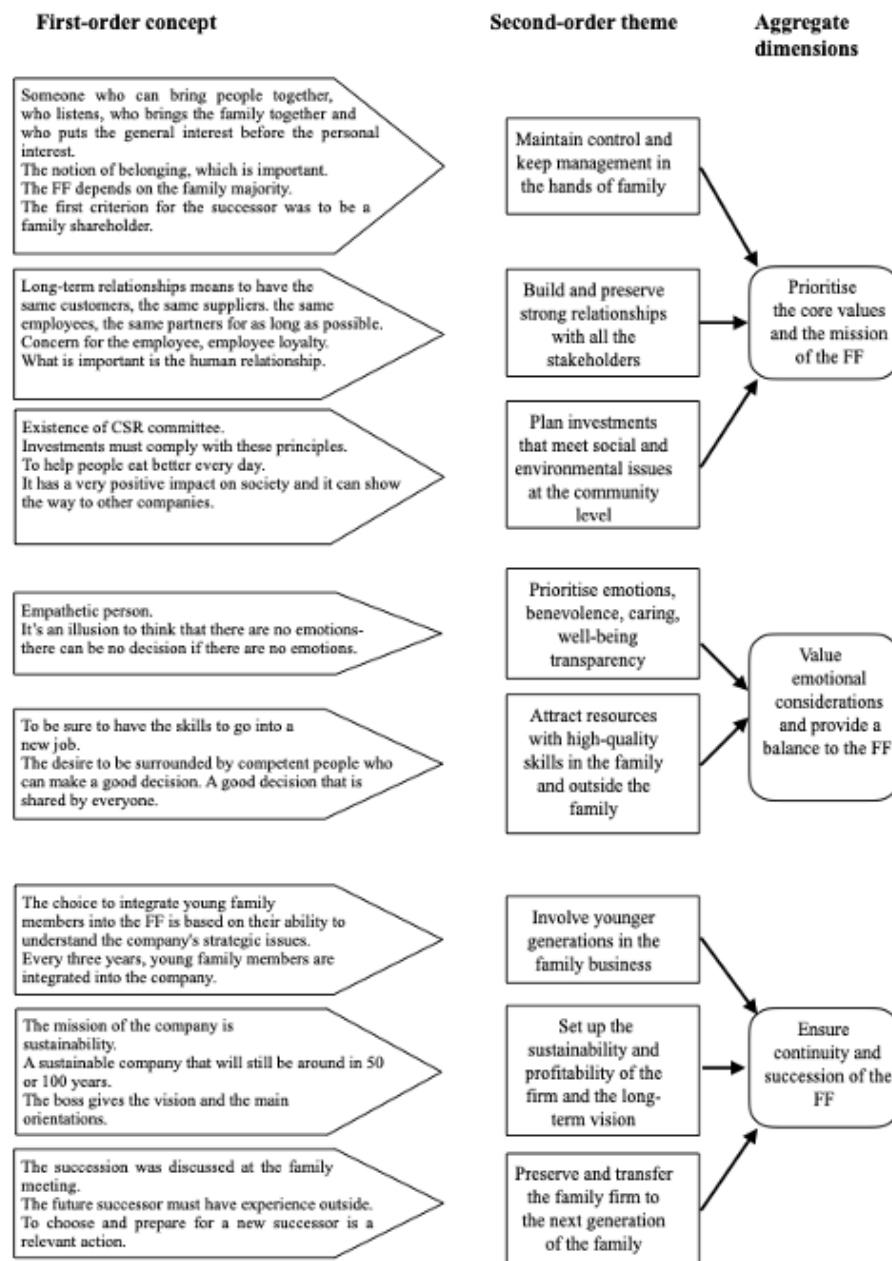 First-order concept
Second-order theme
Aggregate
dimensions
Someone who can bring people together,
who listens, who brings the family together and
who puts the general interest before the personal
interest.
The notion of belonging, which is important.
The FF depends on the family majority.
The first criterion for the successor was to be a
family shareholder.
Maintain control and
keep management in
the hands of family
Long-term relationships means to have the
same customers, the same suppliers. the same
employees, the same partners for as long as possible.
Concern for the employee, employee loyalty.
What is important is the human relationship.
Build and preserve
strong relationships
with all the
stakeholders
Prioritise
the core values
and the mission
of the FF
Existence of CSR committee.
Investments must comply with these principles.
To help people eat better every day.
It has a very positive impact on society and it can show
the way to other companies.
Plan investments
that meet social and
environmental issues
at the community
level
Empathetic person.
It's an illusion to think that there are no emotions-
there can be no decision if there are no emotions.
Prioritise emotions,
benevolence, caring,
well-being
transparency
Value
emotional
considerations
and provide a
balance to the FF
To be sure to have the skills to go into a
new job.
The desire to be surrounded by competent people who
can make a good decision. A good decision that is
shared by everyone.
Attract resources
with high-quality
skills in the family
and outside the
family
The choice to integrate young family
members into the FF is based on their ability to
understand the company's strategic issues.
Every three years, young family members are
integrated into the company.
Involve younger
generations in the
family business
The mission of the company is
sustainability.
A sustainable company that will still be around in 50
or 100 years.
The boss gives the vision and the main
orientations.
Set up the
sustainability and
profitability of the
firm and the long-
term vision
Ensure
continuity and
succession of the
FF
The succession was discussed at the family
meeting.
The future successor must have experience outside.
To choose and prepare for a new successor is a
relevant action.
Preserve and transfer
the family firm to
the next generation
of the family